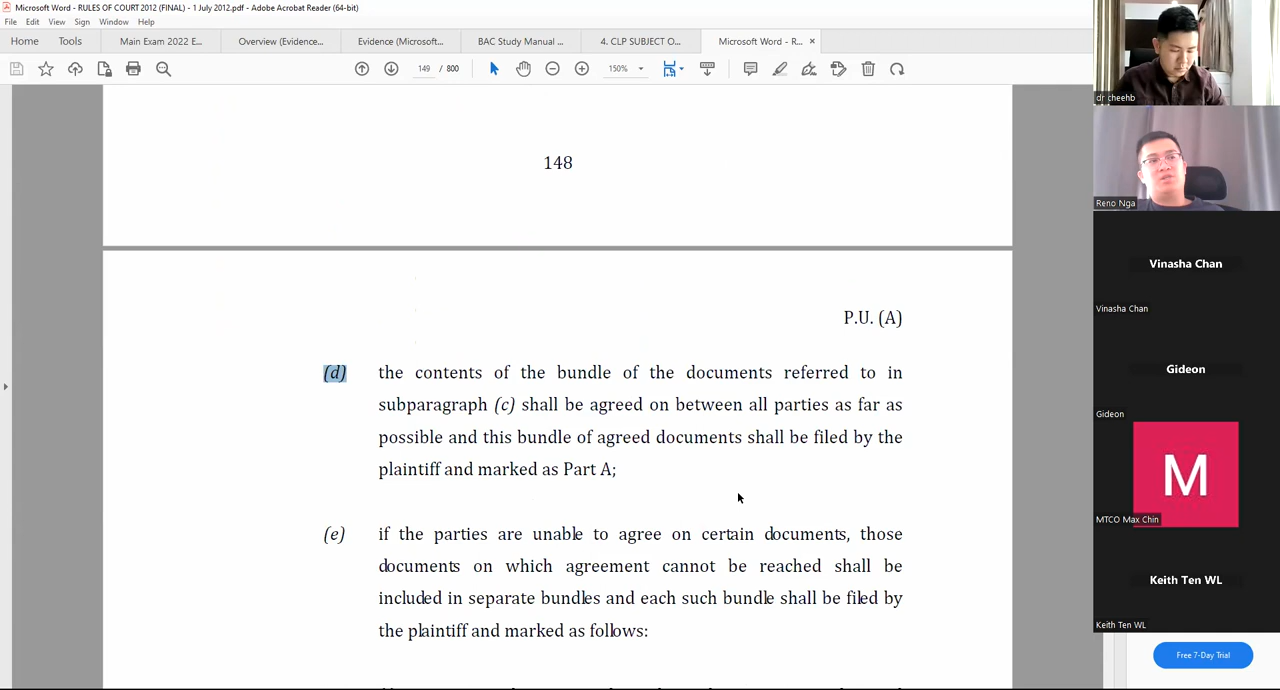 Microsoft Word - RULES OF COURT 2012 (FINAL) - 1 July 2012.pdf - Adobe Acrobat Reader (64-bit)
File Edit View Sign Window Help
Home Tools Main Exam 2022 E... Overview (Evidence... Evidence (Microsoft... BAC Study Manual ... 4. CLP SUBJECT O... Microsoft Word - R... ×
149 / 800 150%
148
P.U. (A)
(d) the contents of the bundle of the documents referred to in
subparagraph (c) shall be agreed on between all parties as far as
possible and this bundle of agreed documents shall be filed by the
plaintiff and marked as Part A;
(e) if the parties are unable to agree on certain documents, those
documents on which agreement cannot be reached shall be
included in separate bundles and each such bundle shall be filed by
the plaintiff and marked as follows:
dr cheehb
Reno Nga
Vinasha Chan
Vinasha Chan
Gideon
Gideon
M
MTCO Max Chin
Keith Ten WL
Keith Ten WL
Free 7-Day Trial